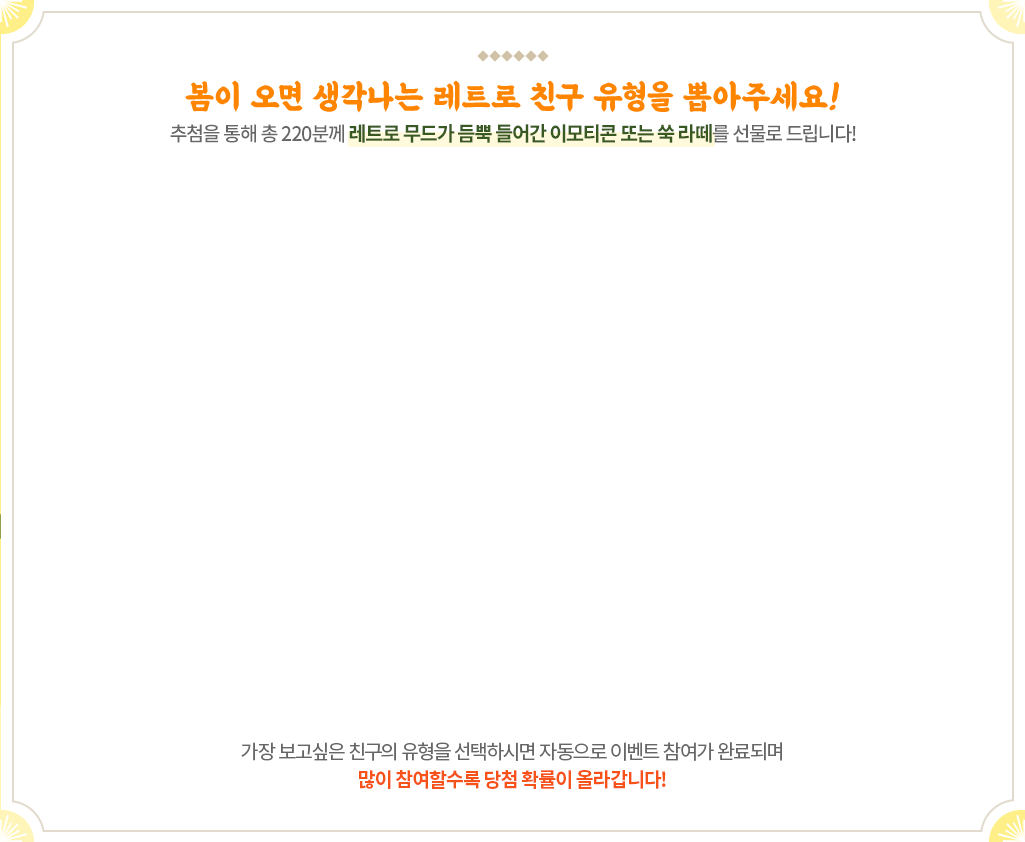 봄이 오면 생각나는 레트로 친구 유형을 뽑아주세요!
추첨을 통해 총 220분께 레트로 무드가 듬뿍 들어간 이모티콘 또는 쑥 라떼를 선물로 드립니다!
가장 보고싶은 친구의 유형을 선택하시면 자동으로 이벤트 참여가 완료되며
많이 참여할수록 당첨 확률이 올라갑니다!